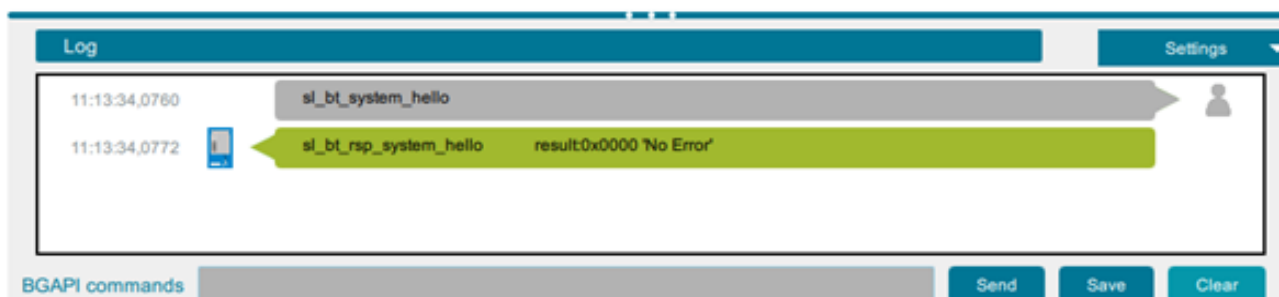 Log Settings
11:13:34,0760 sl_bt_system_hello
11:13:34,0772 sl_bt_rsp_system_hello result:0x0000 'No Error'
BGAPI commands Send Save Clear